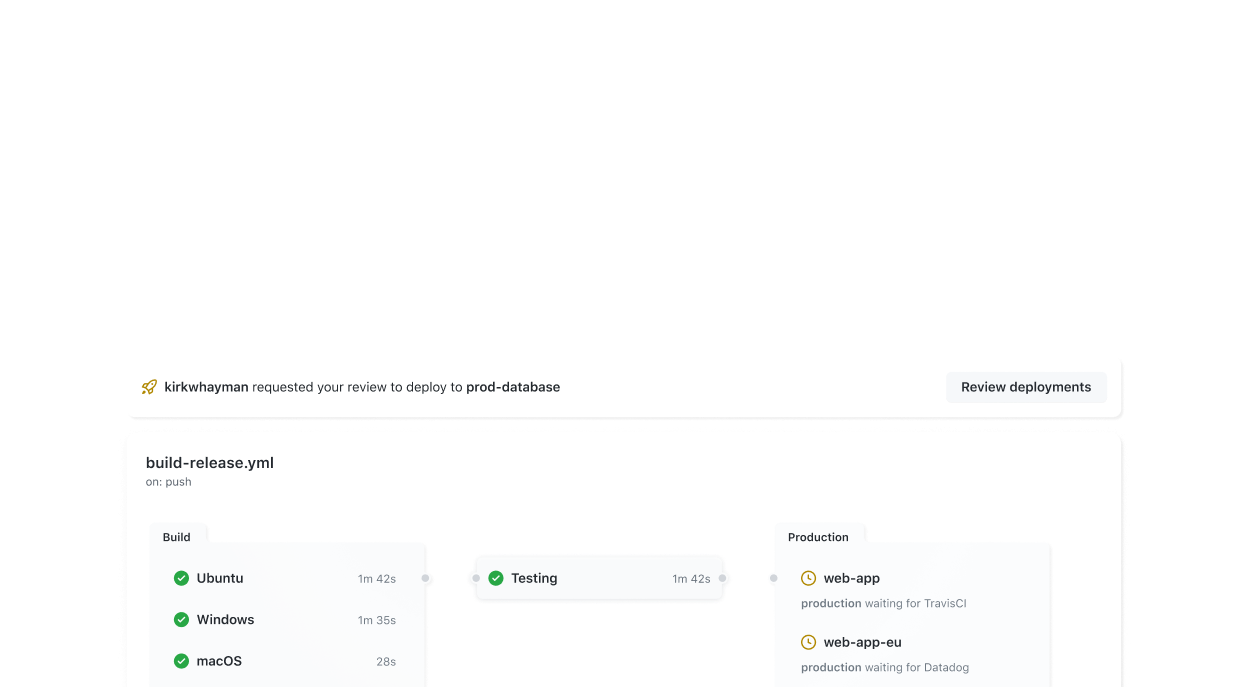 kirkwhayman requested your review to deploy to prod-database
Review deployments
build-release.yml
on: push
Build
Ubuntu 1m 42s
Windows 1m 35s
macOS 28s
Testing 1m 42s
Production
web-app
production waiting for TravisCI
web-app-eu
production waiting for Datadog